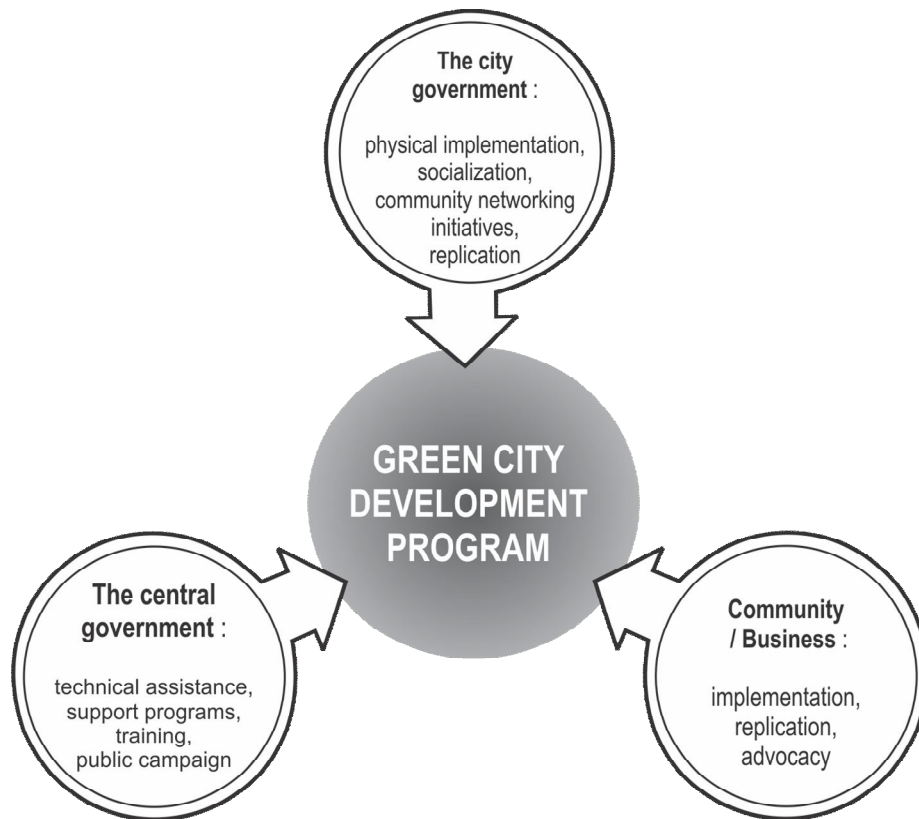 The city
government :
physical implementation,
socialization,
community networking
initiatives,
replication
GREEN CITY
DEVELOPMENT
PROGRAM
The central
government :
technical assistance,
support programs,
training,
public campaign
Community
/ Business :
implementation,
replication,
advocacy